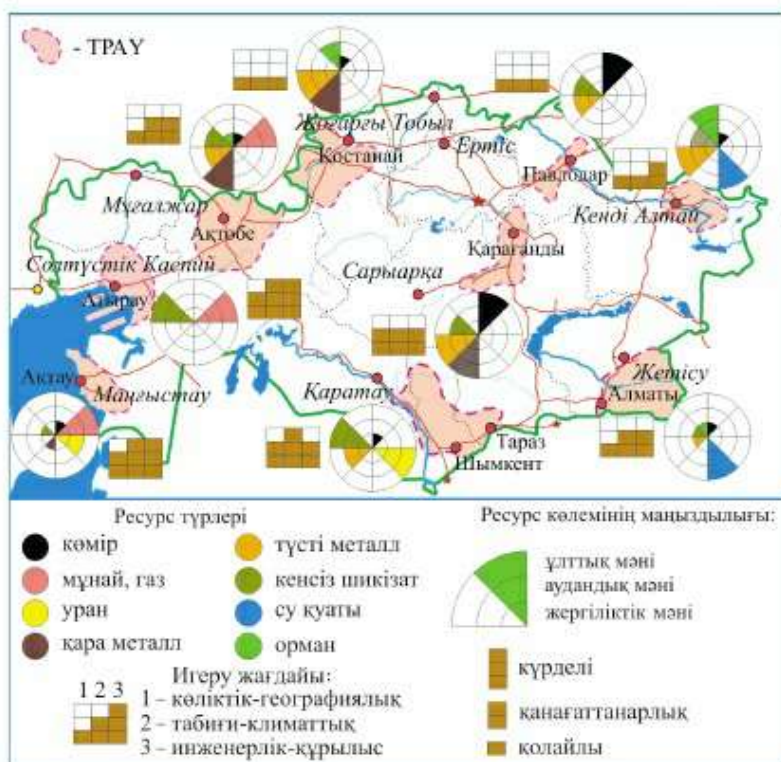 - ТРАУ
Жоғарғы Тобыл
Қостанай
Ертіс
Павлодар
Мұғалжар
Ақтөбе
Кенді Алтай
Қарағанды
Солтүстік Каспий
Атырау
Сарыарқа
Ақтау
Маңғыстау
Қаратау
Жетісу
Алматы
Тараз
Шымкент
Ресурс түрлері
көмір
түсті металл
мұнай, газ
кенсіз шикізат
уран
су қуаты
қара металл
орман
Ресурс көлемінің маңыздылығы:
ұлттық мәні
аудандық мәні
жергіліктік мәні
Игеру жағдайы:
1 2 3
1 – көліктік-географиялық
2 – табиғи-климаттық
3 – инженерлік-құрылыс
күрделі
қанағаттанарлық
қолайлы